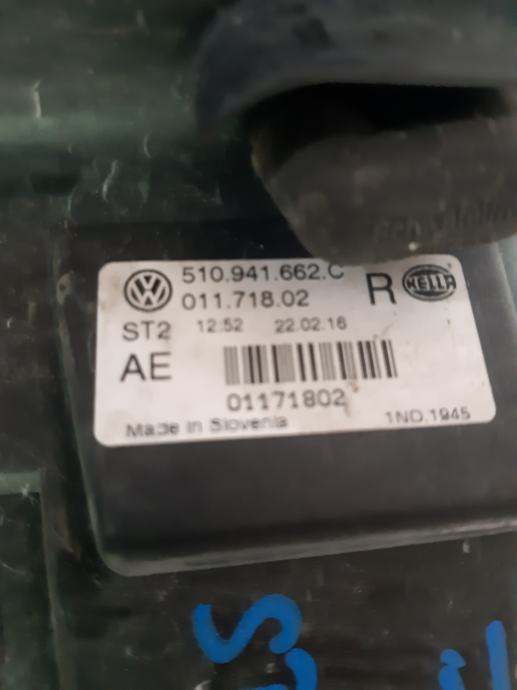 510.941.662.C
011.718.02
R
HELLA
ST2 12:52 22.02.16
AE
01171802
Made in Slovenia
1ND.1945